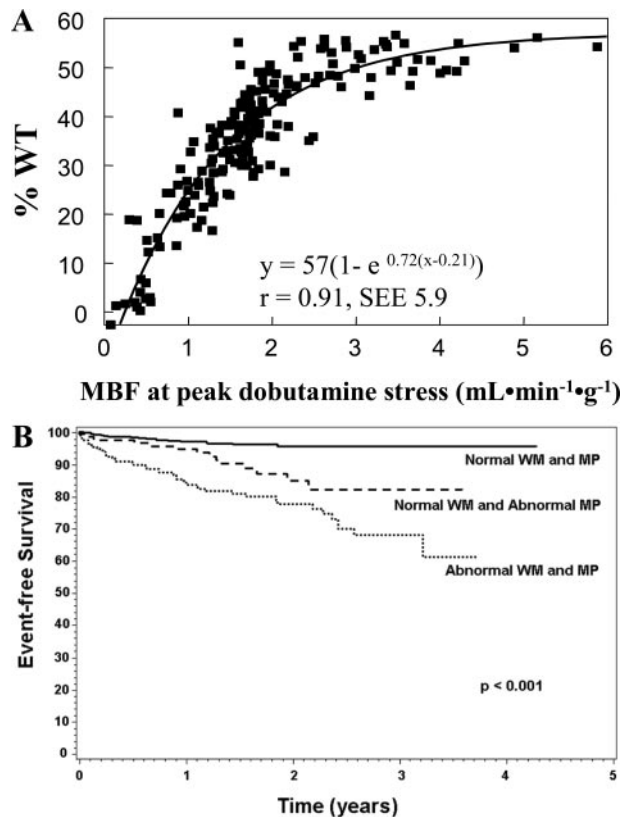 A
% WT
60
50
40
30
20
10
0
y = 57(1- e 0.72(x-0.21))
r = 0.91, SEE 5.9
0 1 2 3 4 5 6
MBF at peak dobutamine stress (mL•min-1•g-1)
B
Event-free Survival
100
90
80
70
60
50
40
30
20
10
0
Normal WM and MP
Normal WM and Abnormal MP
Abnormal WM and MP
p < 0.001
0 1 2 3 4 5
Time (years)